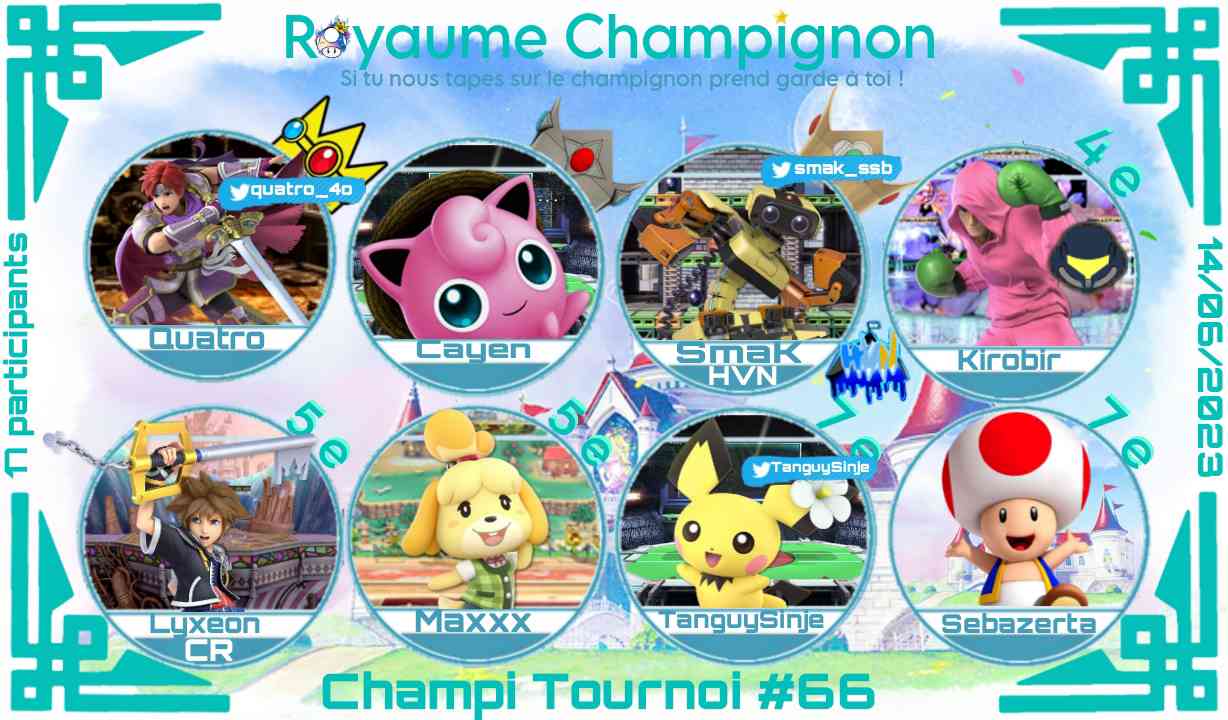 Royaume Champignon
Si tu nous tapes sur le champignon prend garde à toi !
17 participants
14/06/2023
quatro_4o
Quatro
Cayen
smak_ssb
Smak
HVN
4e
Kirobir
5e
Lyxeon
CR
5e
Maxxx
7e
TanguySinje
TanguySinje
7e
Sebazerta
Champi Tournoi #66